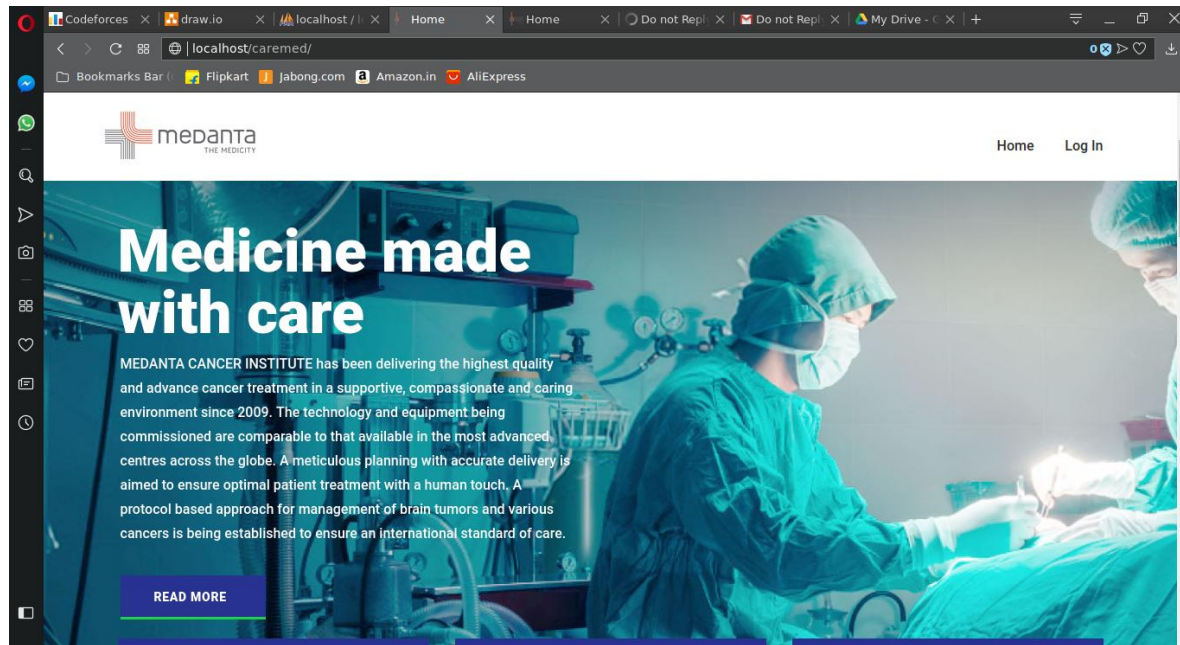 Codeforces
draw.io
localhost / l
Home
Home
Do not Repl
Do not Repl
My Drive - G
localhost/caremed/
0
Bookmarks Bar (
Flipkart
Jabong.com
Amazon.in
AliExpress
medanta
THE MEDICITY
Home
Log In
Medicine made
with care
MEDANTA CANCER INSTITUTE has been delivering the highest quality
and advance cancer treatment in a supportive, compassionate and caring
environment since 2009. The technology and equipment being
commissioned are comparable to that available in the most advanced
centres across the globe. A meticulous planning with accurate delivery is
aimed to ensure optimal patient treatment with a human touch. A
protocol based approach for management of brain tumors and various
cancers is being established to ensure an international standard of care.
READ MORE